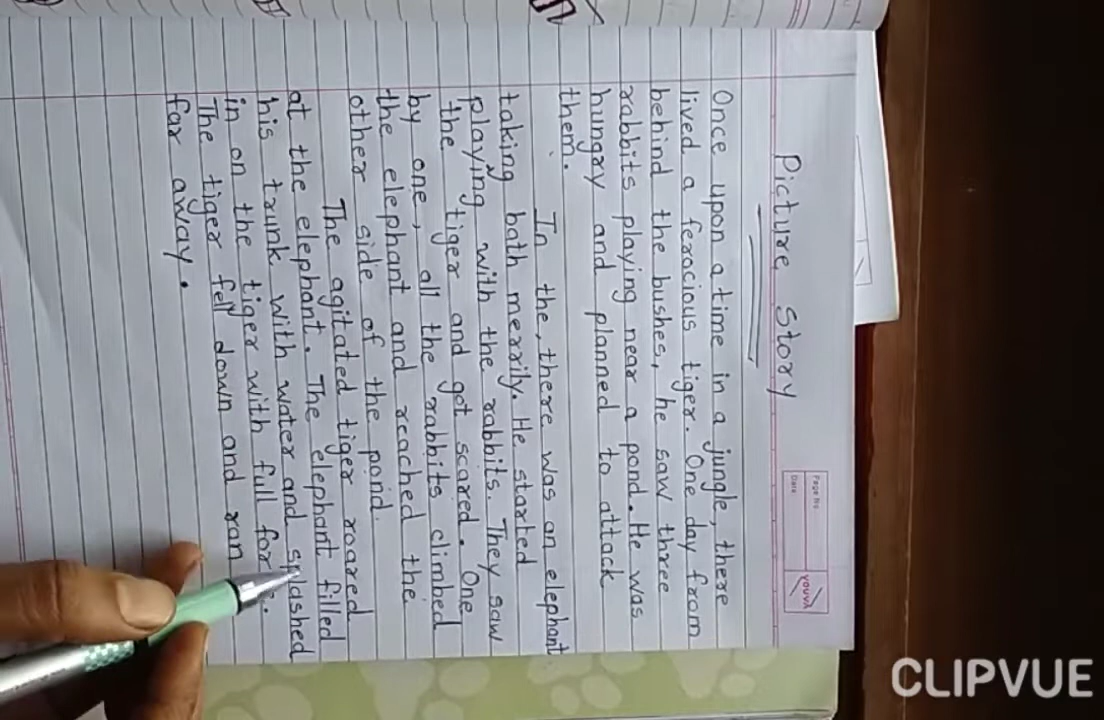 Page No.
Date
YOUVA
Picture Story
Once upon a time in a jungle, there
lived a ferocious tiger. One day from
behind the bushes, he saw three
rabbits playing near a pond. He was
hungry and planned to attack
them.
In the, there was an elephant
taking bath merrily. He started
playing with the rabbits. They saw
the tiger and got scared. One
by one, all the rabbits climbed
the elephant and reached the
other side of the pond.
The agitated tiger roared
at the elephant. The elephant filled
his trunk with water and splashed
in on the tiger with full
The tiger fell down and ran
far away.
CLIPVUE